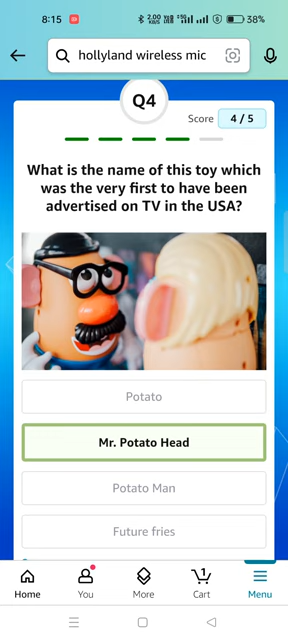 8:15
38%
hollyland wireless mic
Q4
Score 4 / 5
What is the name of this toy which
was the very first to have been
advertised on TV in the USA?
Potato
Mr. Potato Head
Potato Man
Future fries
1
Home You More Cart Menu